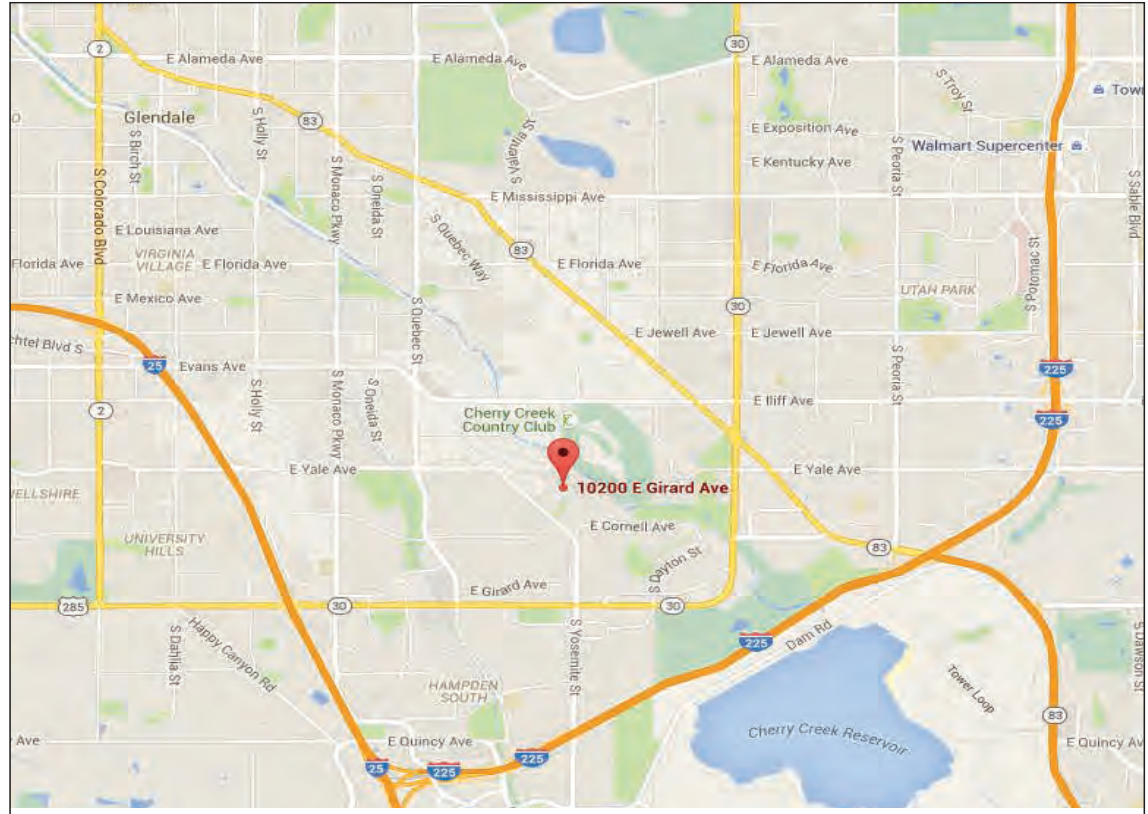 2
E Alameda Ave
E Alameda Ave
30
E Alameda Ave
S Troy St
Town
Glendale
S Birch St
S Holly St
83
S Valentia St
E Exposition Ave
Walmart Supercenter
E Kentucky Ave
S Peoria St
S Monaco Pkwy
S Oneida St
S Colorado Blvd
E Mississippi Ave
S Sable Blvd
E Louisiana Ave
S Quebec Way
83
VIRGINIA
VILLAGE
Florida Ave
E Florida Ave
E Florida Ave
E Florida Ave
S Potomac St
UTAH PARK
E Mexico Ave
30
S Quebec St
E Jewell Ave
E Jewell Ave
chtel Blvd S
25
Evans Ave
S Peoria St
225
S Holly St
S Monaco Pkwy
S Oneida St
2
E Iliff Ave
225
Cherry Creek
Country Club
E Yale Ave
E Yale Ave
10200 E Girard Ave
ELLSHIRE
E Cornell Ave
UNIVERSITY
HILLS
83
S Dayton St
E Girard Ave
285
30
30
S Dahlia St
Happy Canyon Rd
S Yosemite St
225
Dam Rd
S Dawson St
HAMPDEN
SOUTH
Tower Loop
83
Cherry Creek Reservoir
Ave
E Quincy Ave
E Quincy Av
225
25
225